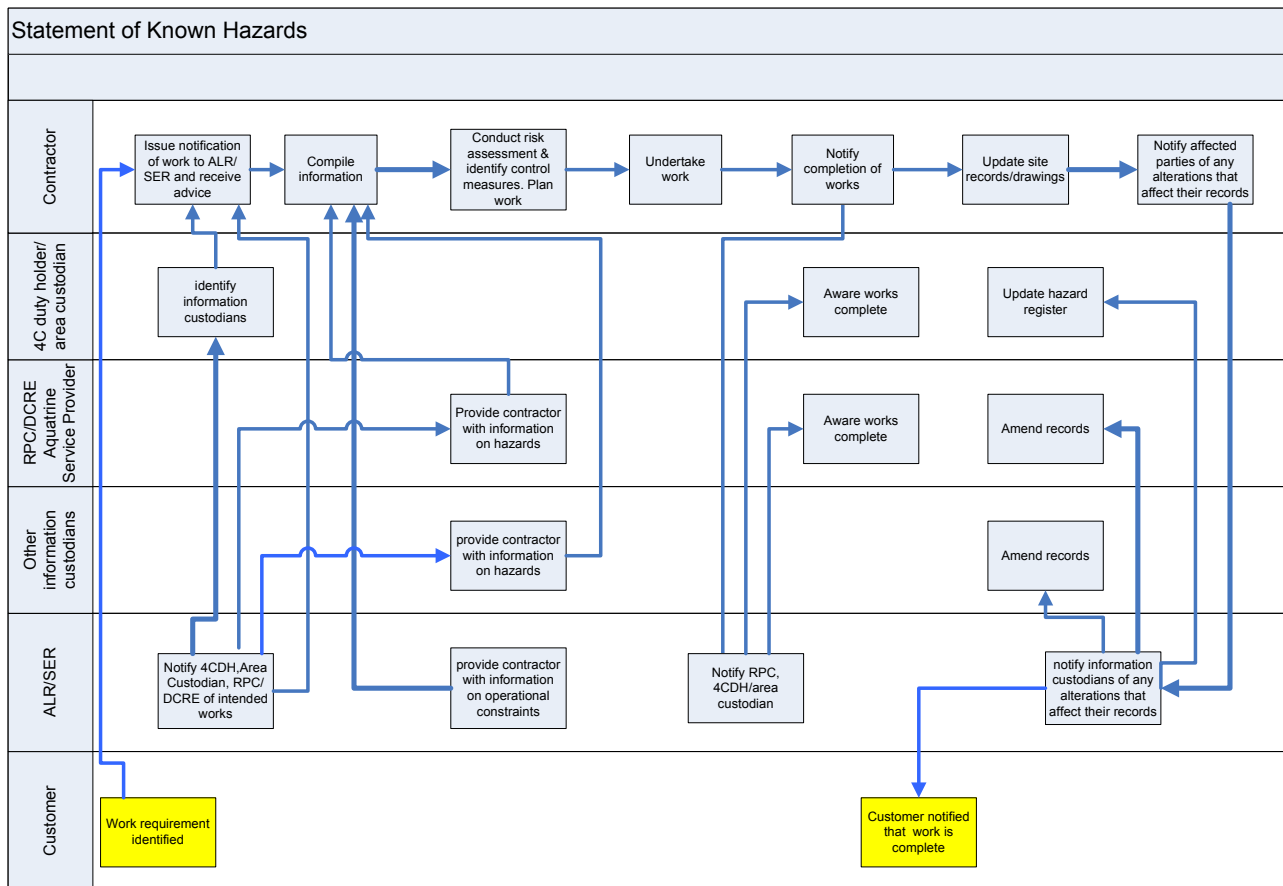 Statement of Known Hazards
Contractor
Issue notification
of work to ALR/
SER and receive
advice
Compile
information
Conduct risk
assessment &
identify control
measures. Plan
work
Undertake
work
Notify
completion of
works
Update site
records/drawings
Notify affected
parties of any
alterations that
affect their records
4C duty holder/
area custodian
identify
information
custodians
Aware works
complete
Update hazard
register
RPC/DCRE
Aquatrine
Service Provider
Provide contractor
with information
on hazards
Aware works
complete
Amend records
Other
information
custodians
provide contractor
with information
on hazards
Amend records
ALR/SER
Notify 4CDH,Area
Custodian, RPC/
DCRE of intended
works
provide contractor
with information
on operational
constraints
Notify RPC,
4CDH/area
custodian
notify information
custodians of any
alterations that
affect their records
Customer
Work requirement
identified
Customer notified
that work is
complete